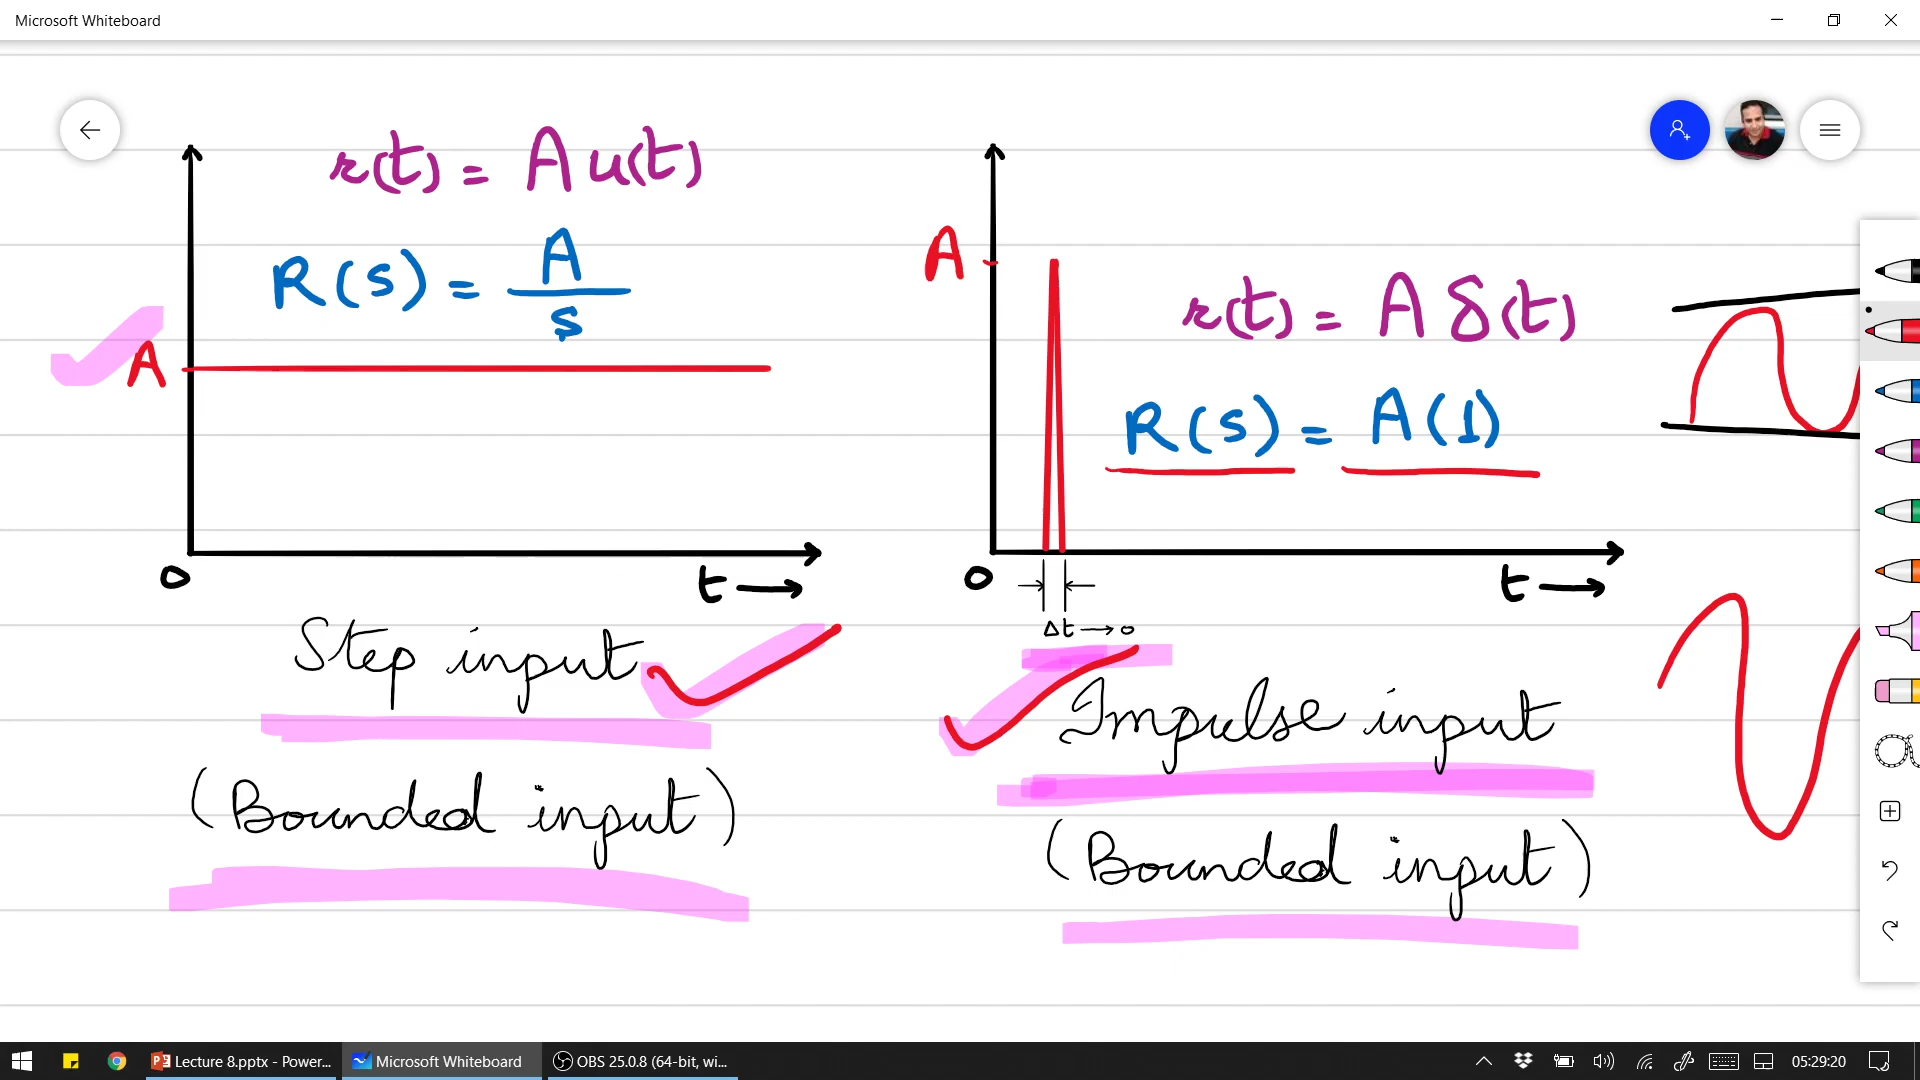 Microsoft Whiteboard
r(t) = A u(t)
R(s) = A/s
A
0
t →
Step input
(Bounded input)
A
r(t) = A δ(t)
R(s) = A(1)
0
t →
Δt → 0
Impulse input
(Bounded input)
Lecture 8.pptx - Power...
Microsoft Whiteboard
OBS 25.0.8 (64-bit, wi...
05:29:20